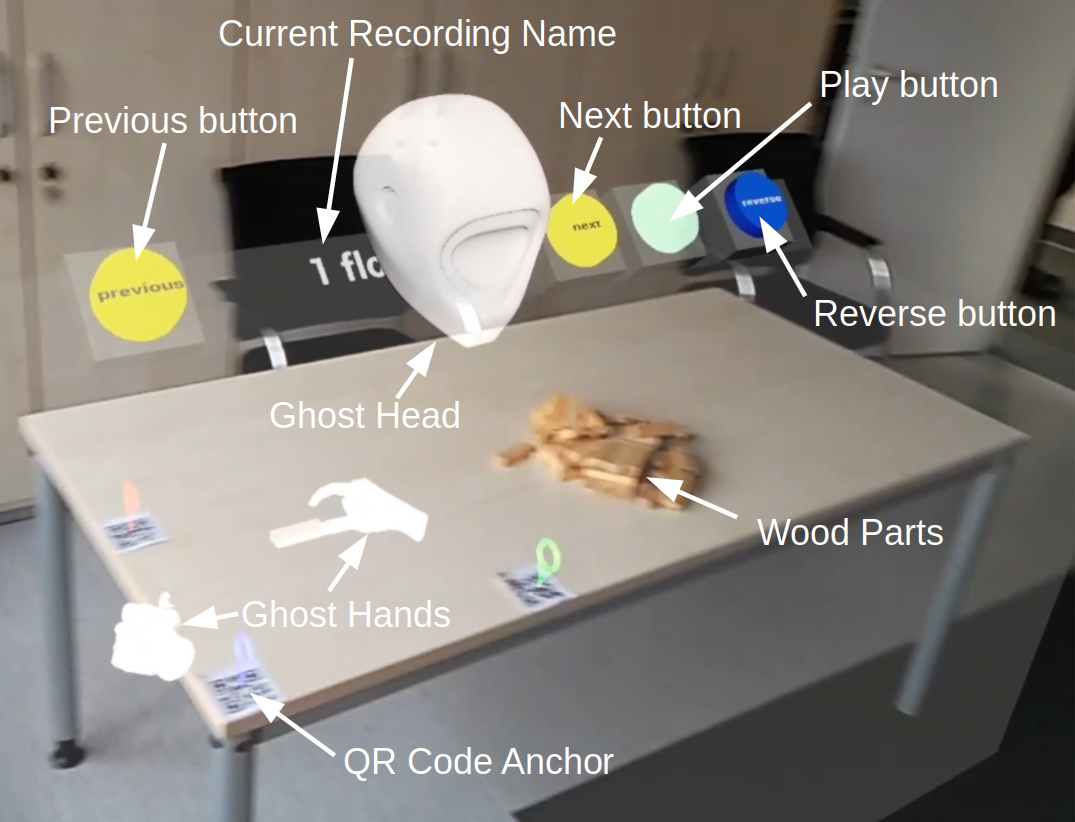 Current Recording Name
Play button
Next button
Previous button
reverse
next
1 flo
previous
Reverse button
Ghost Head
Wood Parts
Ghost Hands
QR Code Anchor